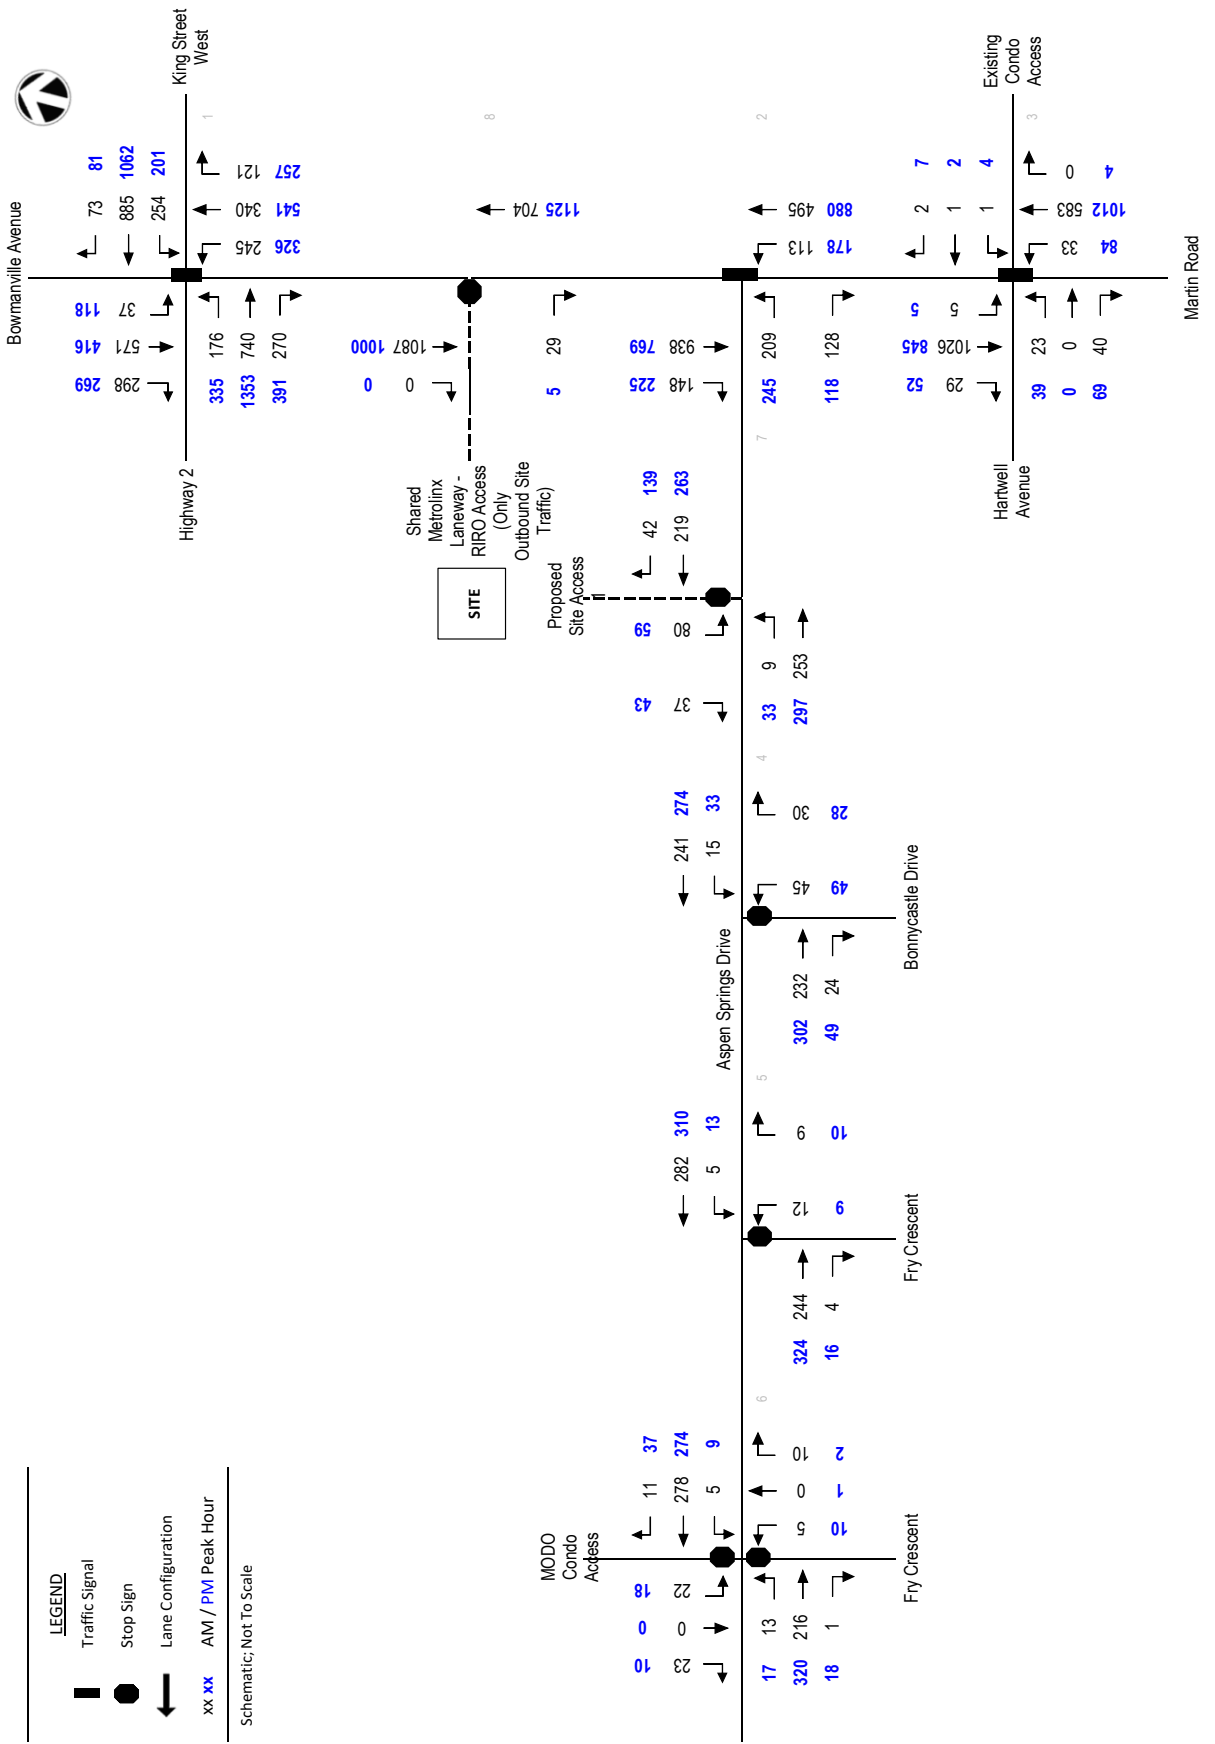 Bowmanville Avenue
King Street
West
73 81
885 1062
254 201
1
121 257
340 541
245 326
118 37
416 571
269 298
176
740
270
335
1353
391
Highway 2
8
704 1125
1087 1000
0 0
29
5
Shared
Metrolinx
Laneway -
RIRO Access
(Only
Outbound Site
Traffic)
SITE
2
495 880
113 178
938 769
148 225
209
128
245
118
7
Existing
Condo
Access
3
2 7
1 2
1 4
0 4
583 1012
33 84
5 5
1026 845
29 52
23
0
40
39
0
69
Hartwell
Avenue
Martin Road
Proposed
Site Access
1
42 139
219 263
80 59
37 43
9
253
33
297
4
241 274
15 33
30 28
45 49
232
24
302
49
Aspen Springs Drive
Bonnycastle Drive
5
282 310
5 13
9 10
12 9
244
4
324
16
Fry Crescent
6
11 37
278 274
5 9
10 2
0 1
5 10
22 18
0 0
23 10
13
216
1
17
320
18
MODO
Condo
Access
Fry Crescent
LEGEND
Traffic Signal
Stop Sign
Lane Configuration
xx xx AM / PM Peak Hour
Schematic; Not To Scale